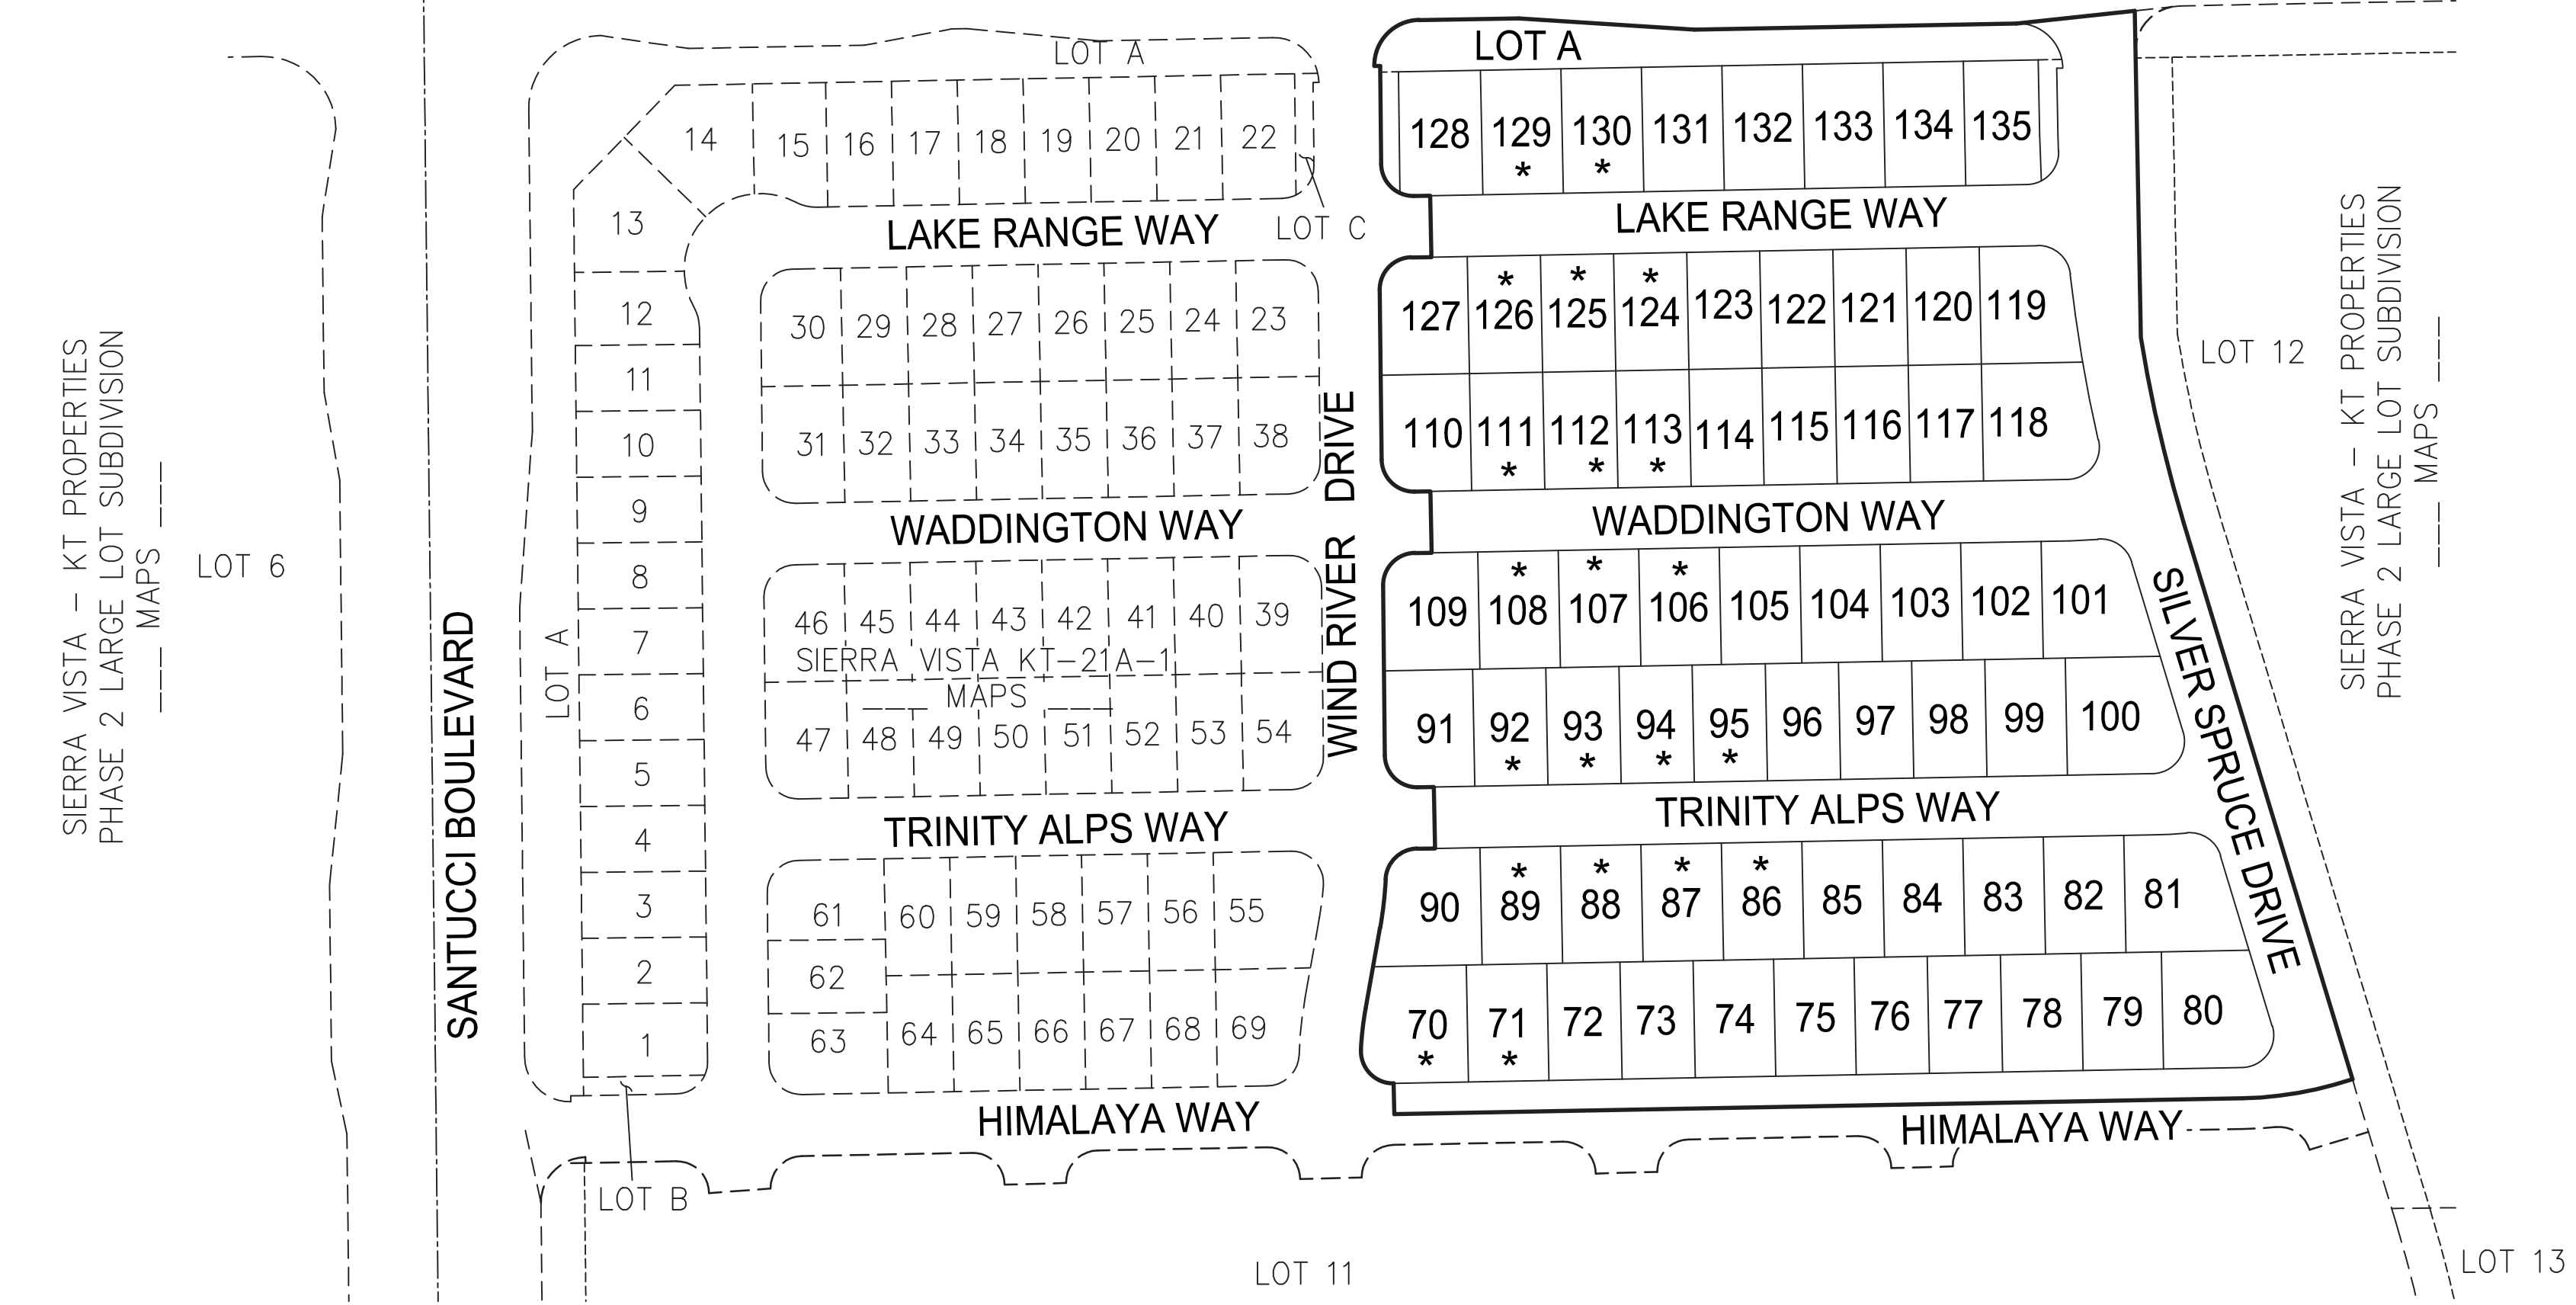 LOT A
LOT A
14 15 16 17 18 19 20 21 22
128 129 130 131 132 133 134 135
* *
13
LAKE RANGE WAY
LOT C
LAKE RANGE WAY
* * *
12
30 29 28 27 26 25 24 23
127 126 125 124 123 122 121 120 119
11
10
31 32 33 34 35 36 37 38
110 111 112 113 114 115 116 117 118
* * *
9
WADDINGTON WAY
WADDINGTON WAY
LOT 12
SIERRA VISTA - KT PROPERTIES
PHASE 2 LARGE LOT SUBDIVISION
___ MAPS ___
SIERRA VISTA - KT PROPERTIES
PHASE 2 LARGE LOT SUBDIVISION
___ MAPS ___
LOT 6
SANTUCCI BOULEVARD
LOT A
WIND RIVER DRIVE
SILVER SPRUCE DRIVE
8
* * *
7
46 45 44 43 42 41 40 39
109 108 107 106 105 104 103 102 101
SIERRA VISTA KT-21A-1
___ MAPS ___
6
47 48 49 50 51 52 53 54
91 92 93 94 95 96 97 98 99 100
* * * *
5
4
TRINITY ALPS WAY
TRINITY ALPS WAY
* * * *
3
61 60 59 58 57 56 55
90 89 88 87 86 85 84 83 82 81
2
62
1
63 64 65 66 67 68 69
70 71 72 73 74 75 76 77 78 79 80
* *
HIMALAYA WAY
HIMALAYA WAY
LOT B
LOT 11
LOT 13